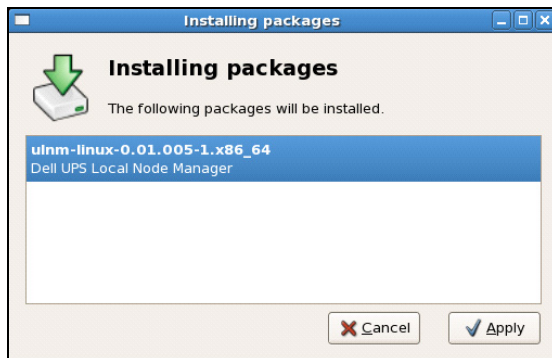 Installing packages
Installing packages
The following packages will be installed.
ulnm-linux-0.01.005-1.x86_64
Dell UPS Local Node Manager
Cancel
Apply